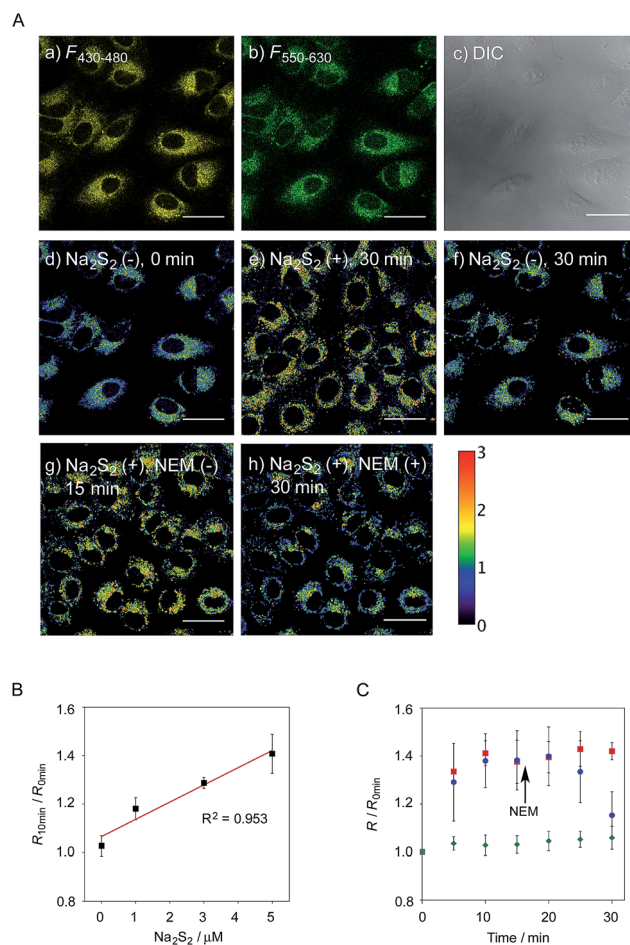 A
a) F430-480
b) F550-630
c) DIC
d) Na2S2 (-), 0 min
e) Na2S2 (+), 30 min
f) Na2S2 (-), 30 min
g) Na2S2 (+), NEM (-)
15 min
h) Na2S2 (+), NEM (+)
30 min
3
2
1
0
B
1.6
1.4
1.2
1.0
0.8
R10min / R0min
R2 = 0.953
0 1 2 3 4 5
Na2S2 / μM
C
1.6
1.4
1.2
1.0
0.8
R / R0min
NEM
0 10 20 30
Time / min